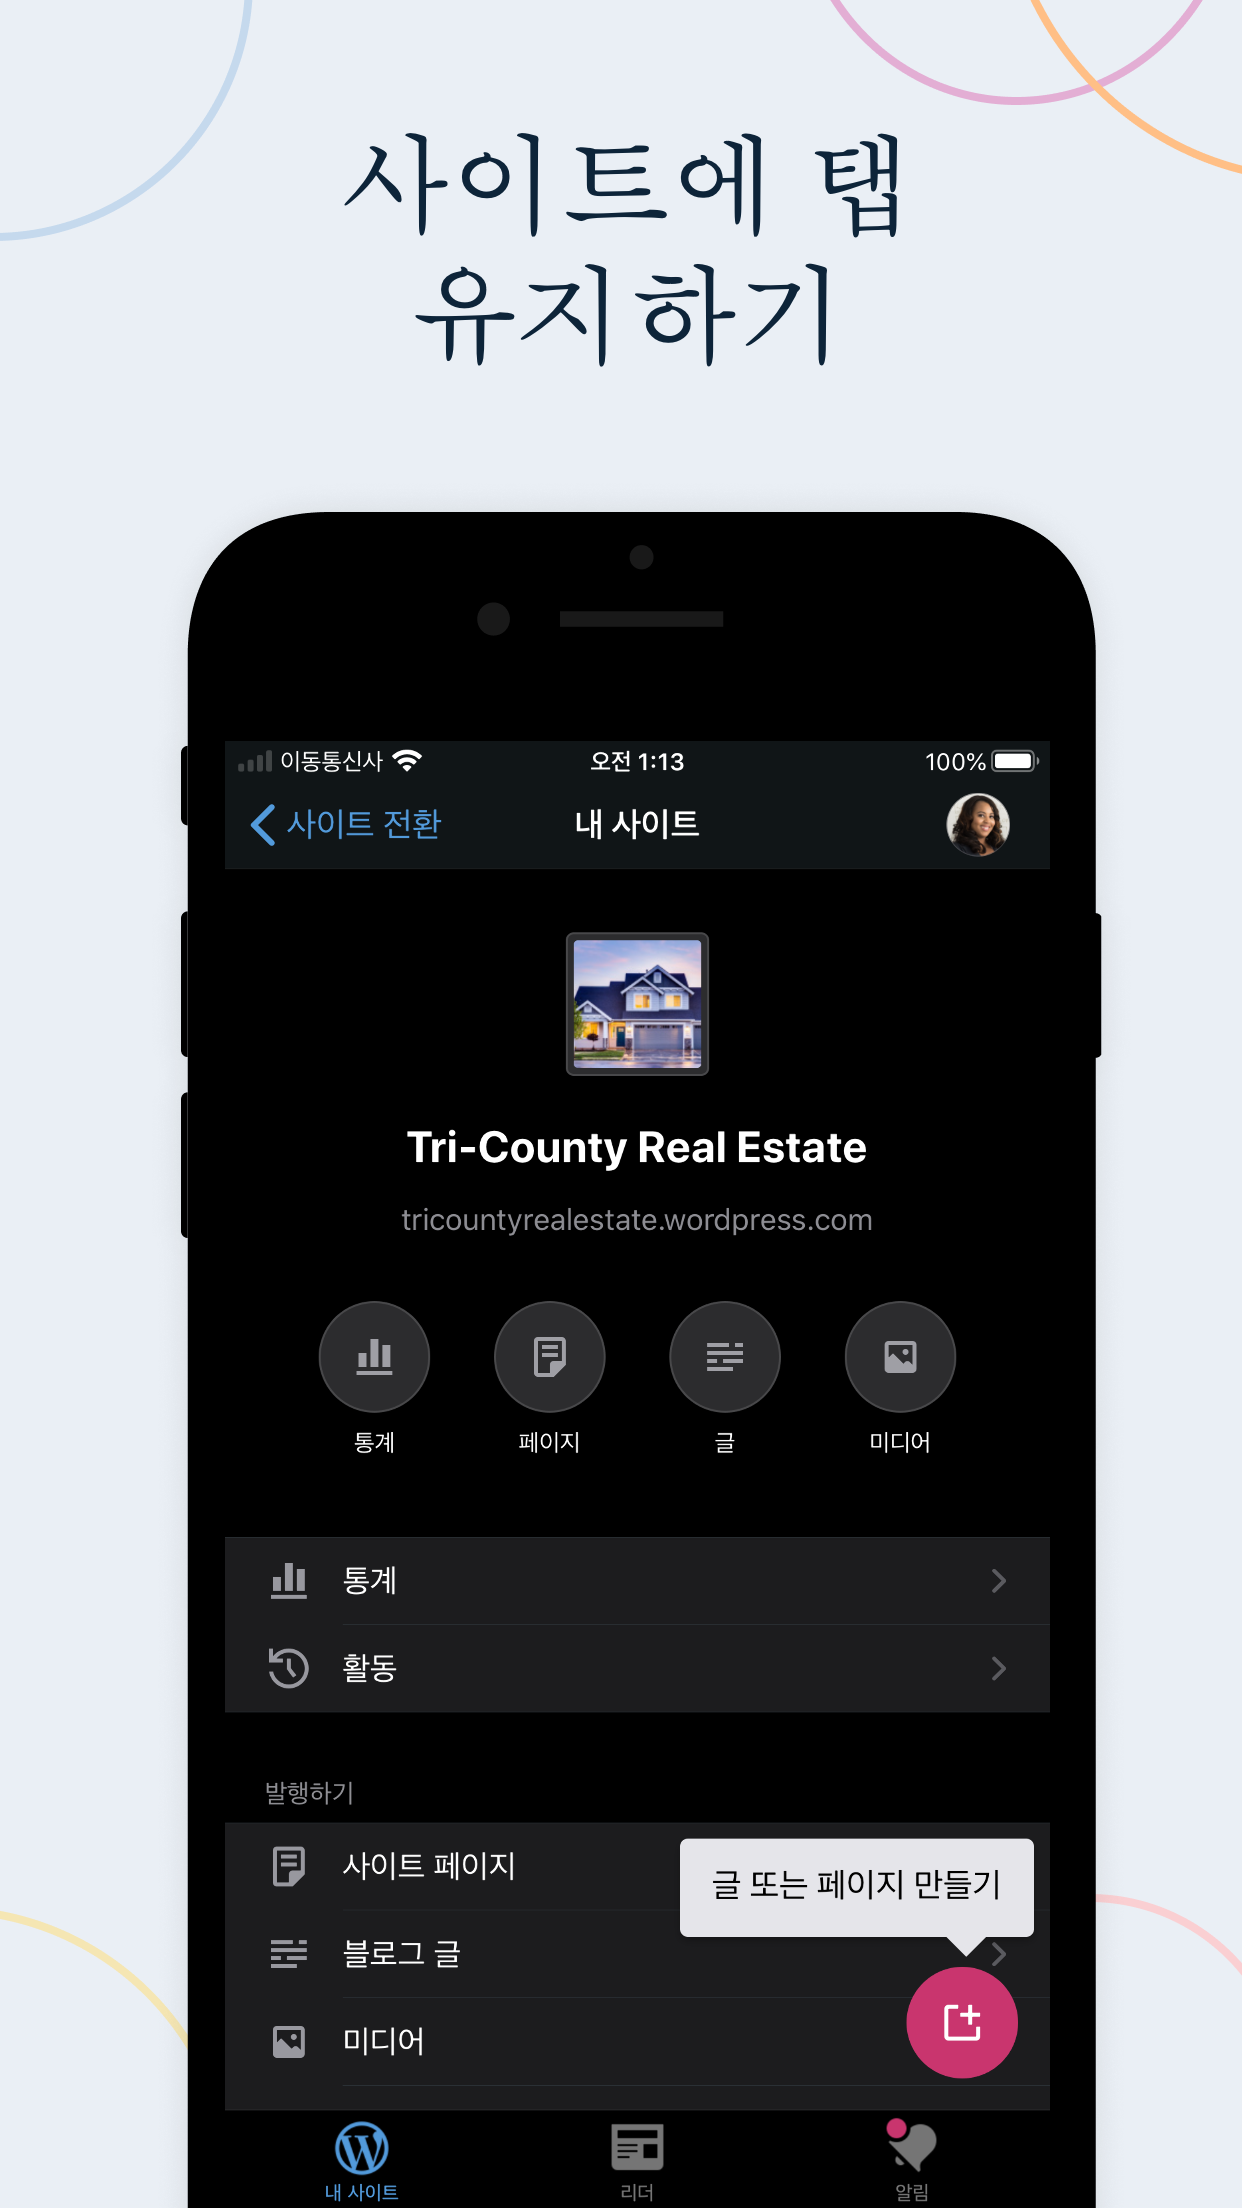 사이트에 탭
유지하기
이동통신사 오전 1:13 100%
사이트 전환 내 사이트
Tri-County Real Estate
tricountyrealestate.wordpress.com
통계 페이지 글 미디어
통계
활동
발행하기
사이트 페이지
글 또는 페이지 만들기
블로그 글
미디어
내 사이트 리더 알림